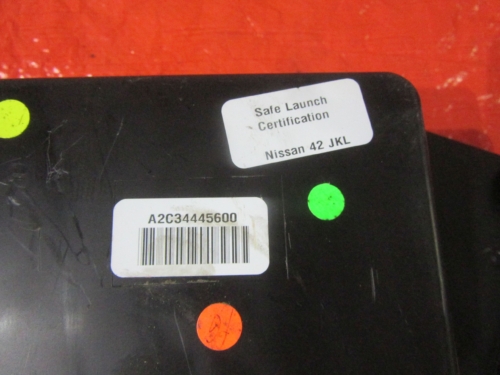 Safe Launch
Certification
Nissan 42 JKL
A2C34445600